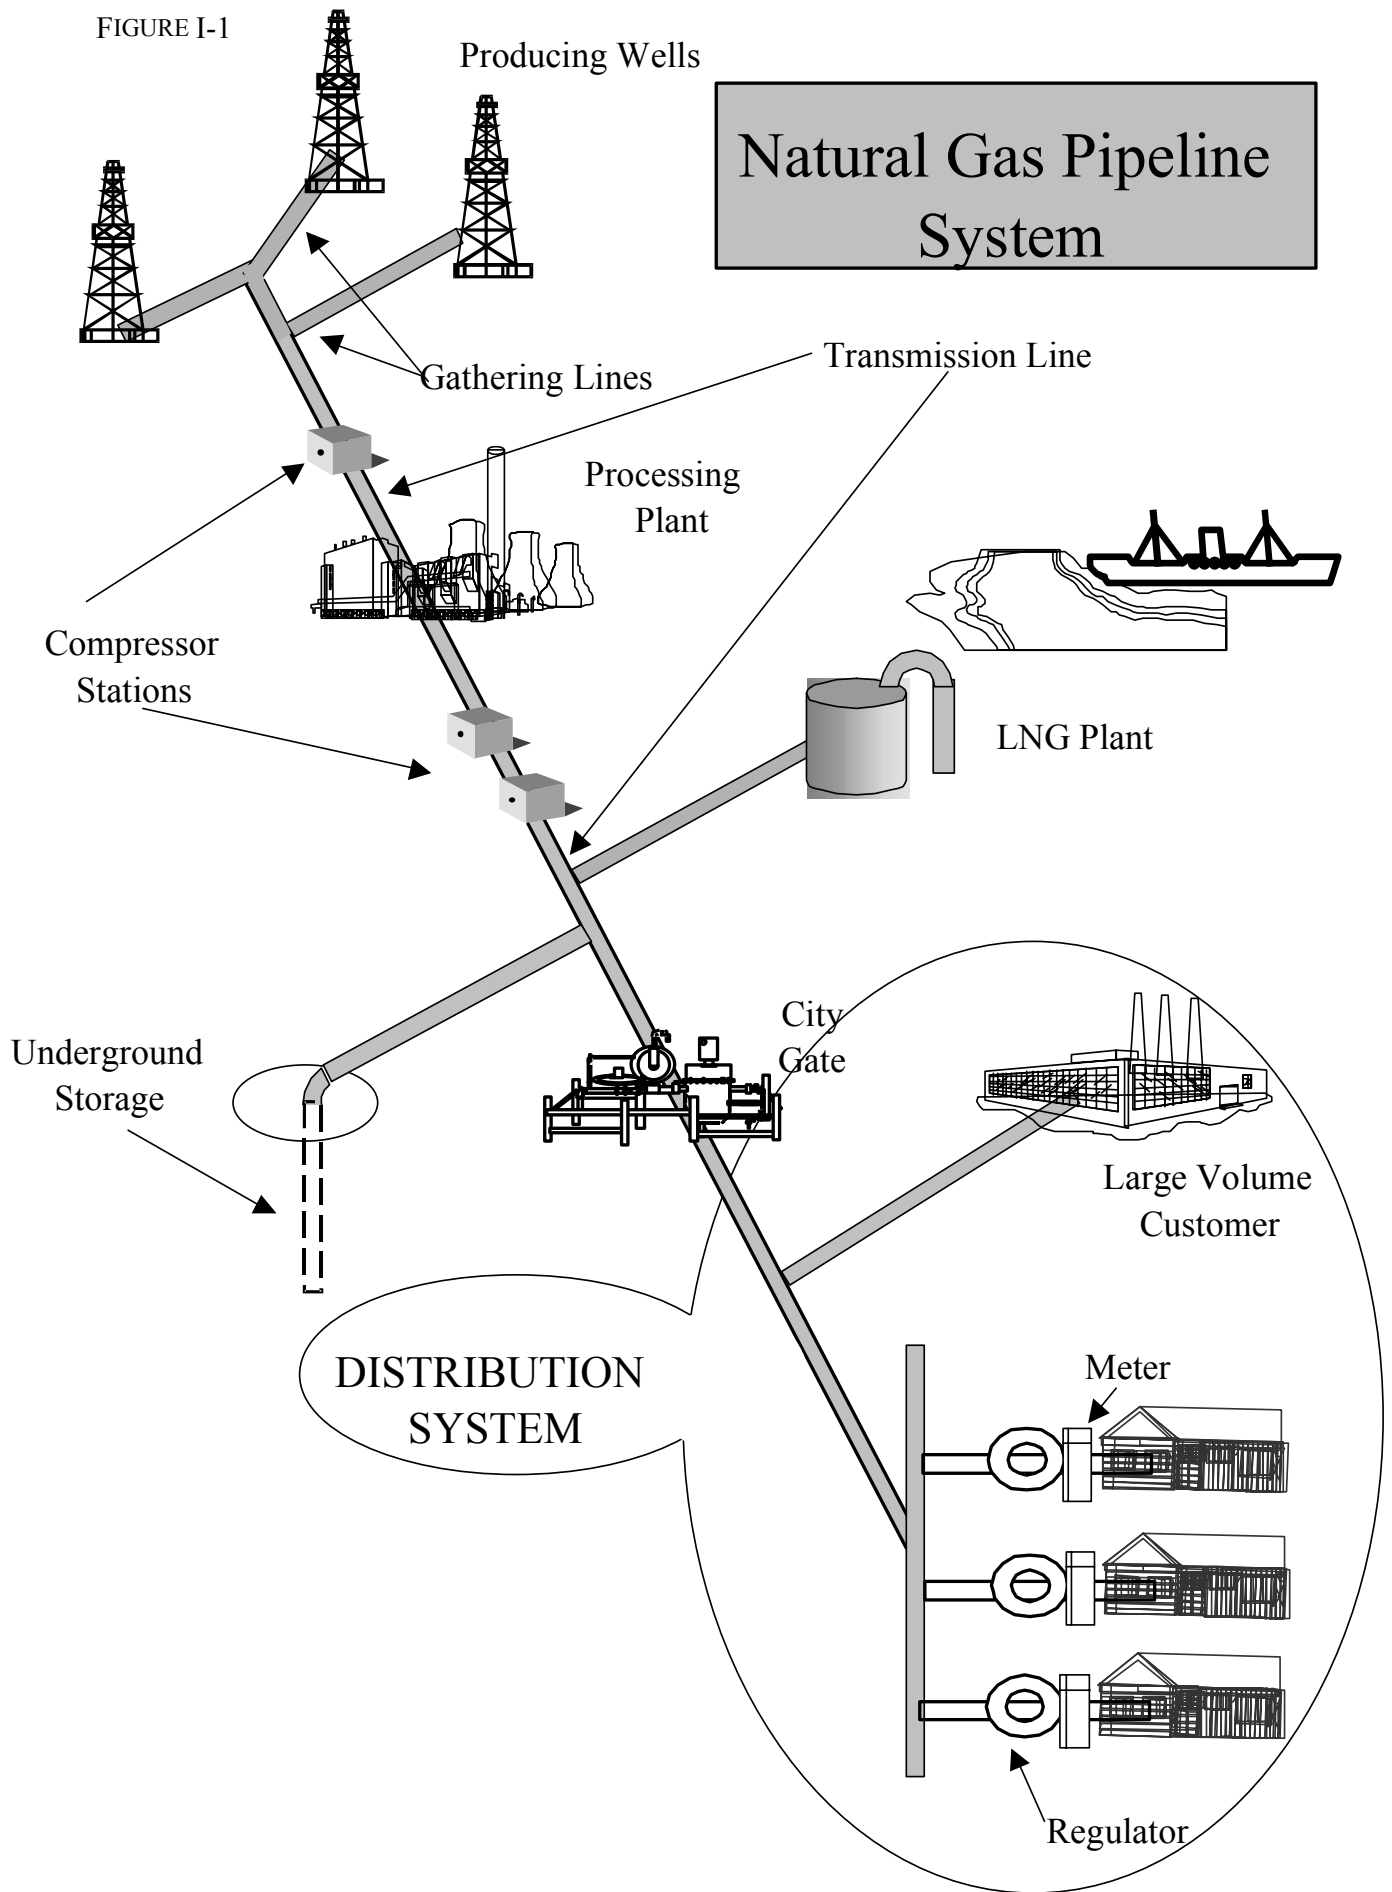 FIGURE I-1
Producing Wells
Natural Gas Pipeline
System
Transmission Line
Gathering Lines
Processing
Plant
Compressor
Stations
LNG Plant
City
Gate
Underground
Storage
Large Volume
Customer
DISTRIBUTION
SYSTEM
Meter
Regulator